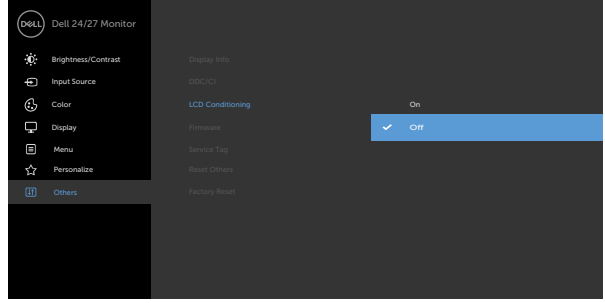 DELL Dell 24/27 Monitor
Brightness/Contrast
Display Info
Input Source
DDC/CI
Color
LCD Conditioning
On
Display
Firmware
Off
Menu
Service Tag
Personalize
Reset Others
Others
Factory Reset